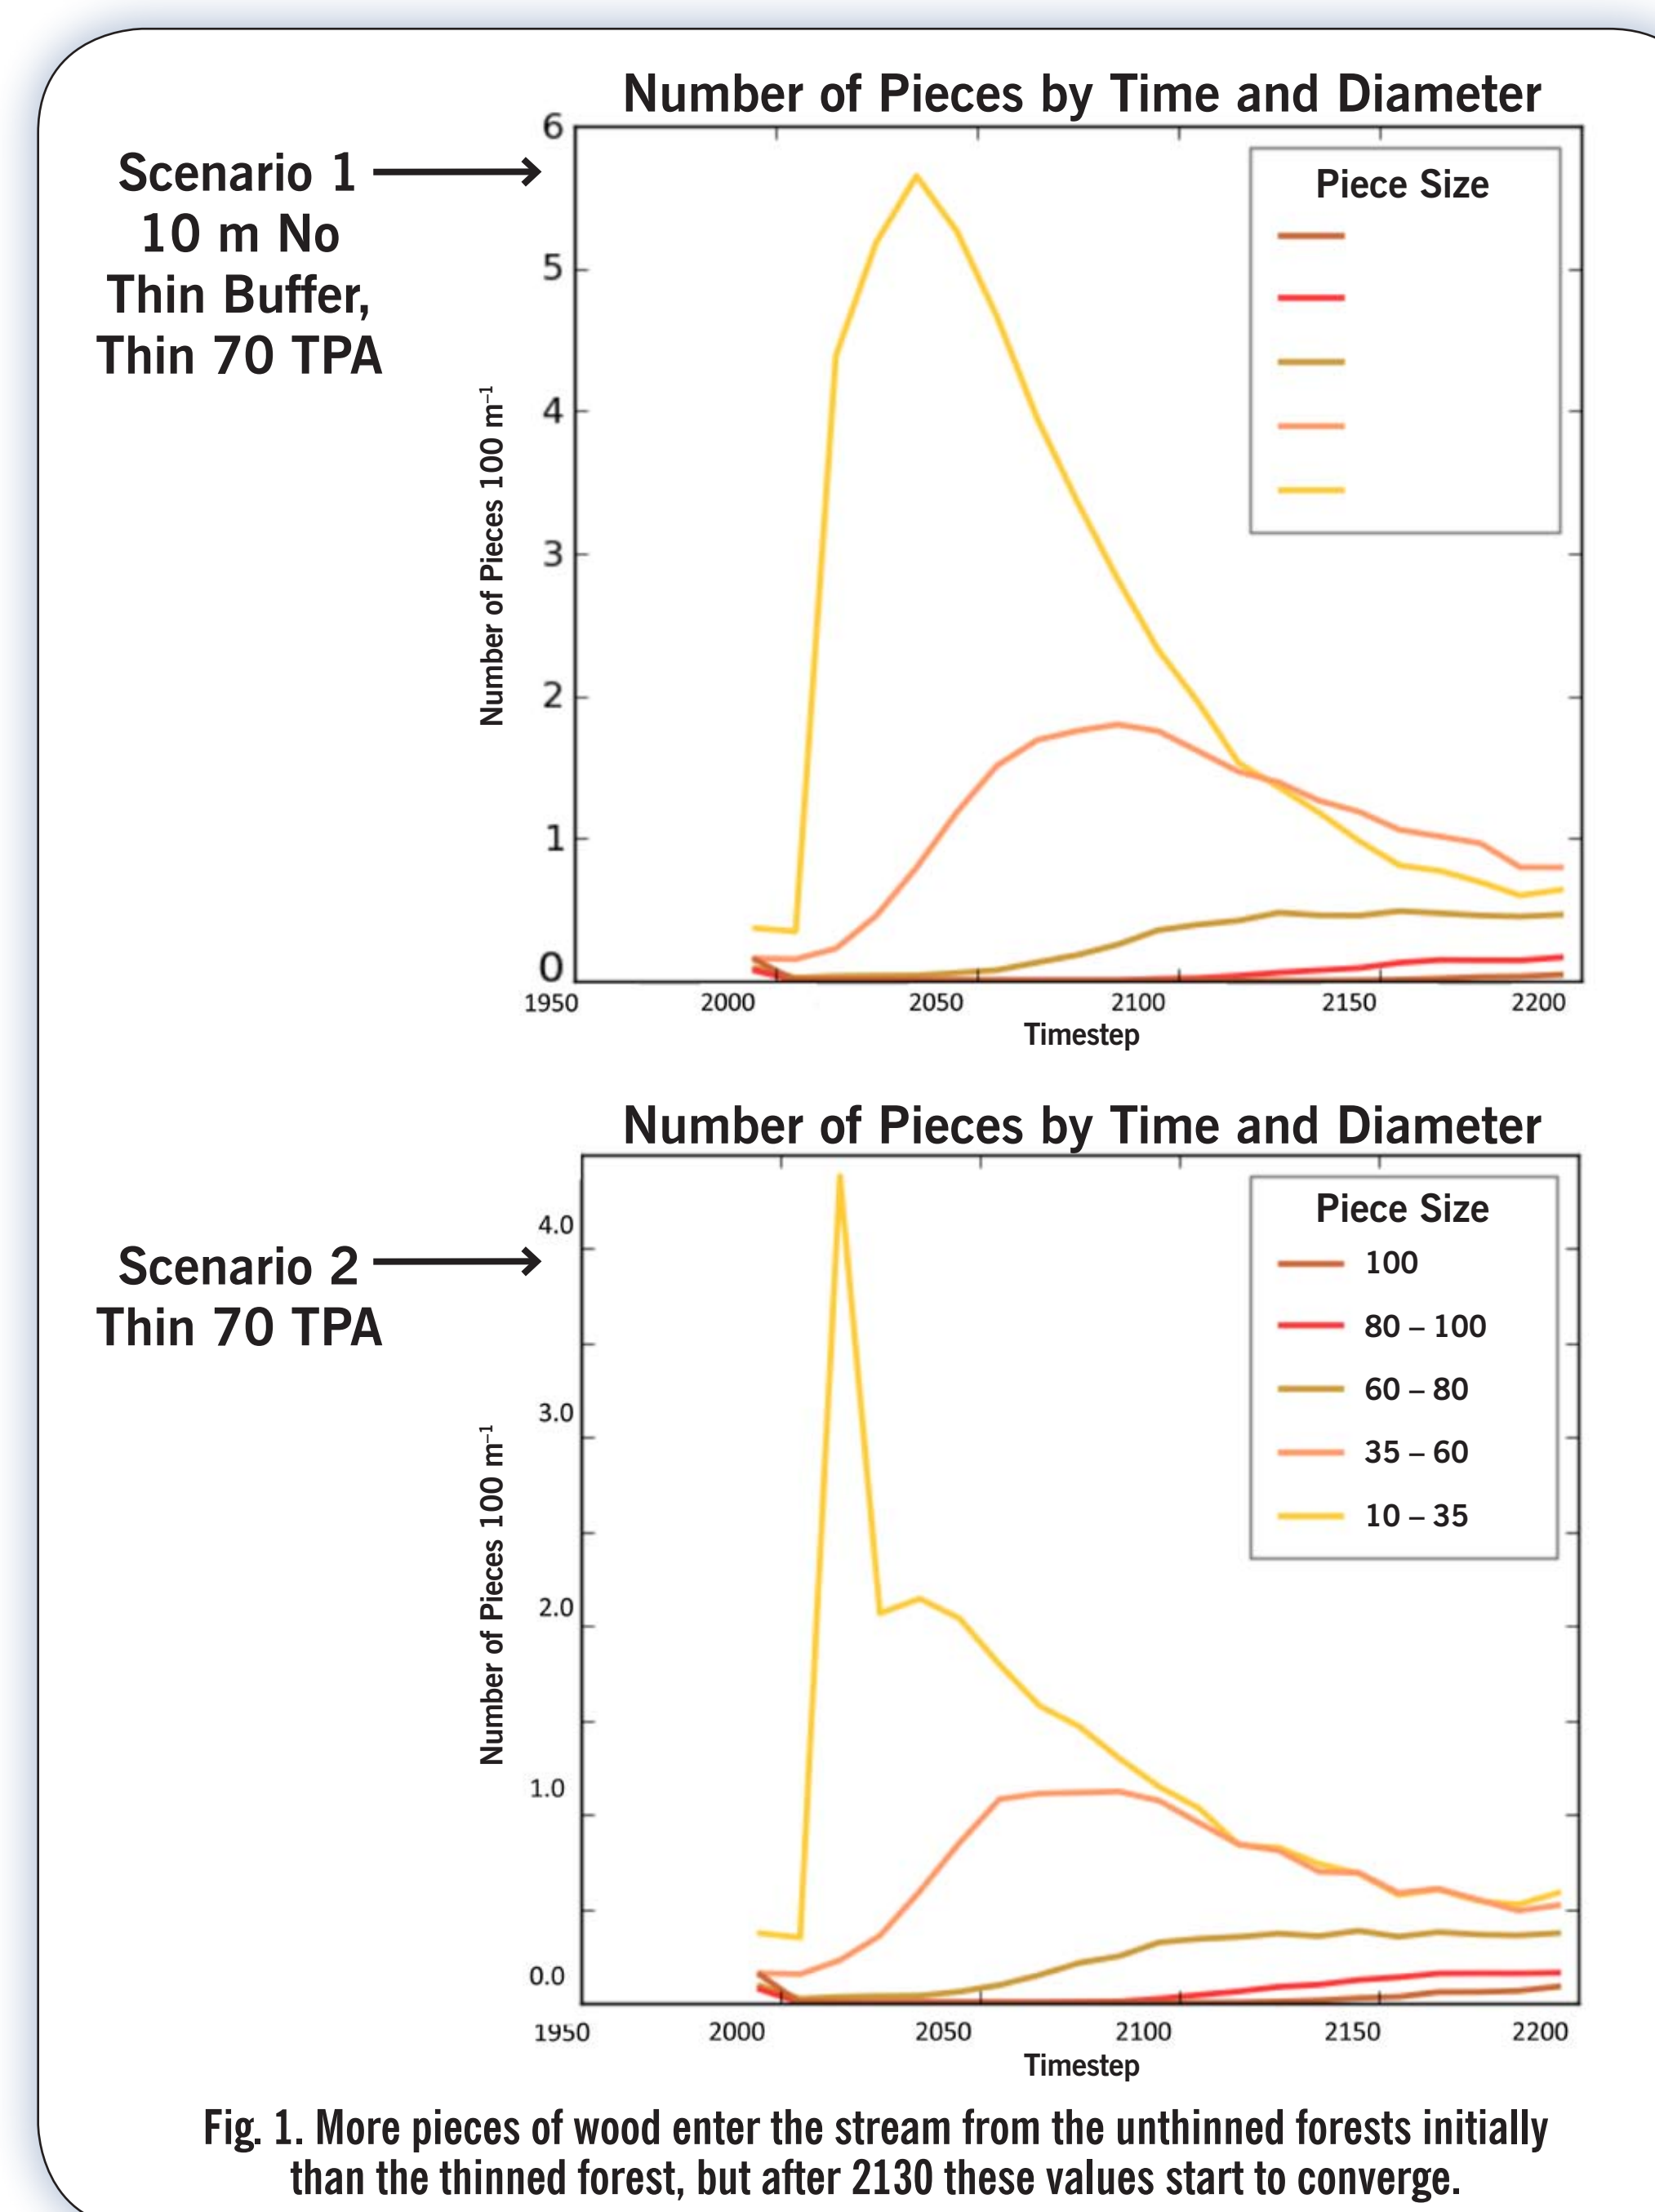 Number of Pieces by Time and Diameter
Scenario 1
10 m No
Thin Buffer,
Thin 70 TPA
Number of Pieces 100 m⁻¹
6
5
4
3
2
1
0
Piece Size
1950 2000 2050 2100 2150 2200
Timestep
Number of Pieces by Time and Diameter
Scenario 2
Thin 70 TPA
Number of Pieces 100 m⁻¹
4.0
3.0
2.0
1.0
0.0
Piece Size
100
80 – 100
60 – 80
35 – 60
10 – 35
1950 2000 2050 2100 2150 2200
Timestep
Fig. 1. More pieces of wood enter the stream from the unthinned forests initially
than the thinned forest, but after 2130 these values start to converge.